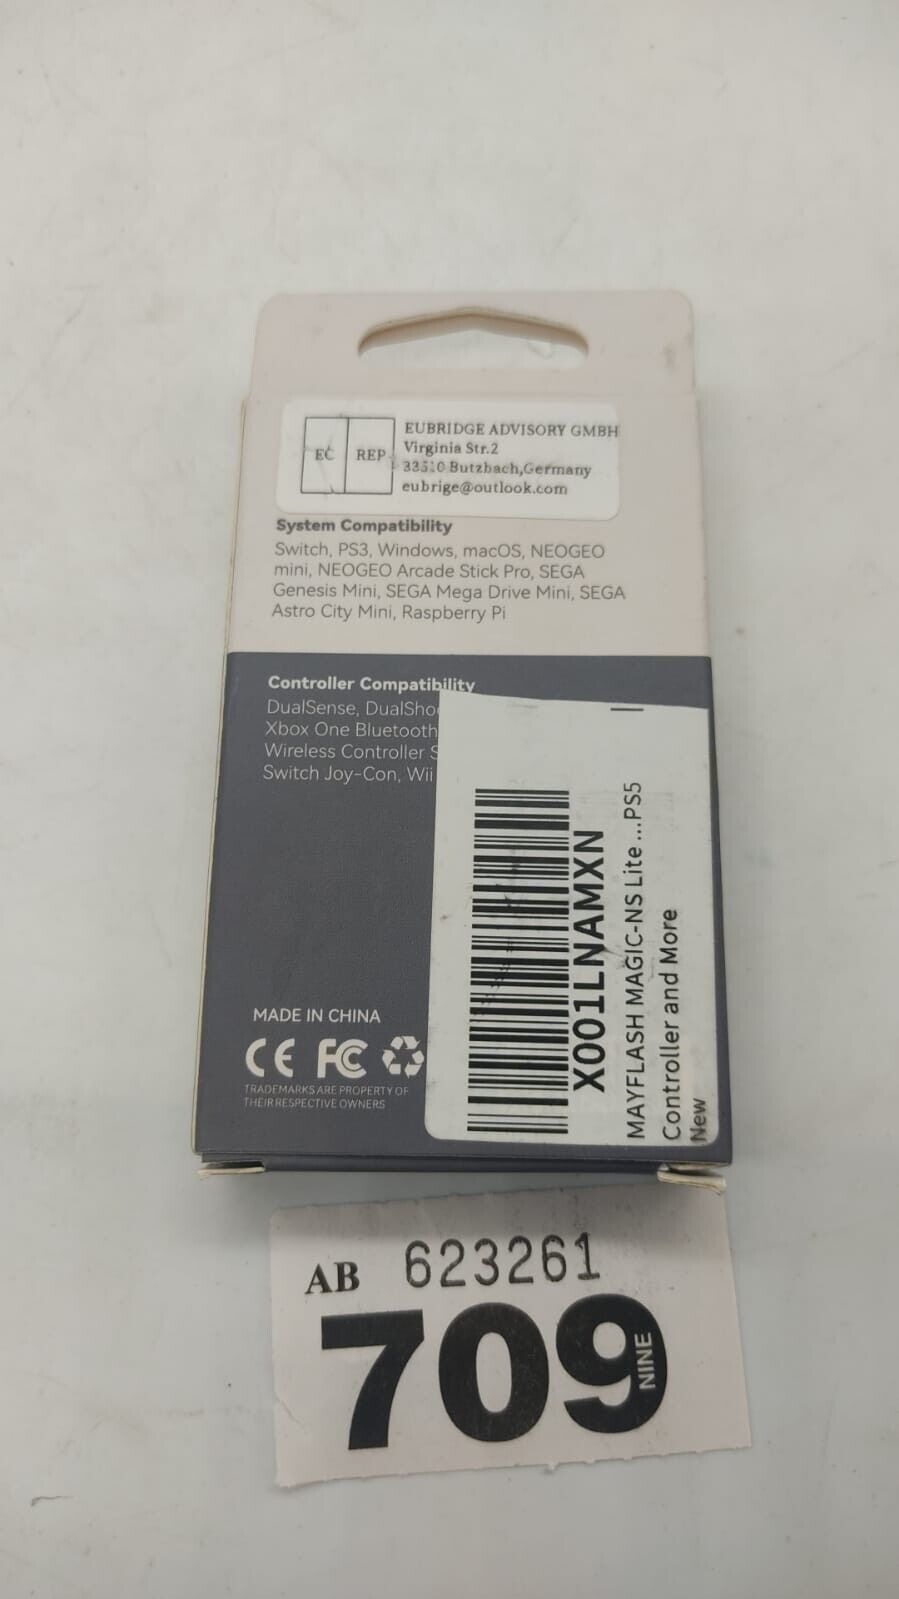 EC REP
EUBRIDGE ADVISORY GMBH
Virginia Str.2
Butzbach,Germany
eubrige@outlook.com
System Compatibility
Switch, PS3, Windows, macOS, NEOGEO
mini, NEOGEO Arcade Stick Pro, SEGA
Genesis Mini, SEGA Mega Drive Mini, SEGA
Astro City Mini, Raspberry Pi
Controller Compatibility
DualSense, DualSho
Xbox One Bluetooth
Wireless Controller S
Switch Joy-Con, Wii
MADE IN CHINA
CE FC
TRADEMARKS ARE PROPERTY OF
THEIR RESPECTIVE OWNERS
X001LNAMXN
MAYFLASH MAGIC-NS Lite ...PS5
Controller and More
New
AB 623261
709
NINE